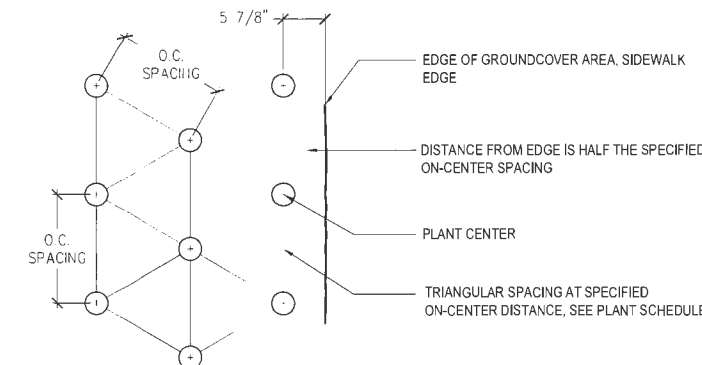 5 7/8"
O.C.
SPACING
EDGE OF GROUNDCOVER AREA, SIDEWALK
EDGE
DISTANCE FROM EDGE IS HALF THE SPECIFIED
ON-CENTER SPACING
PLANT CENTER
O.C.
SPACING
TRIANGULAR SPACING AT SPECIFIED
ON-CENTER DISTANCE, SEE PLANT SCHEDULE